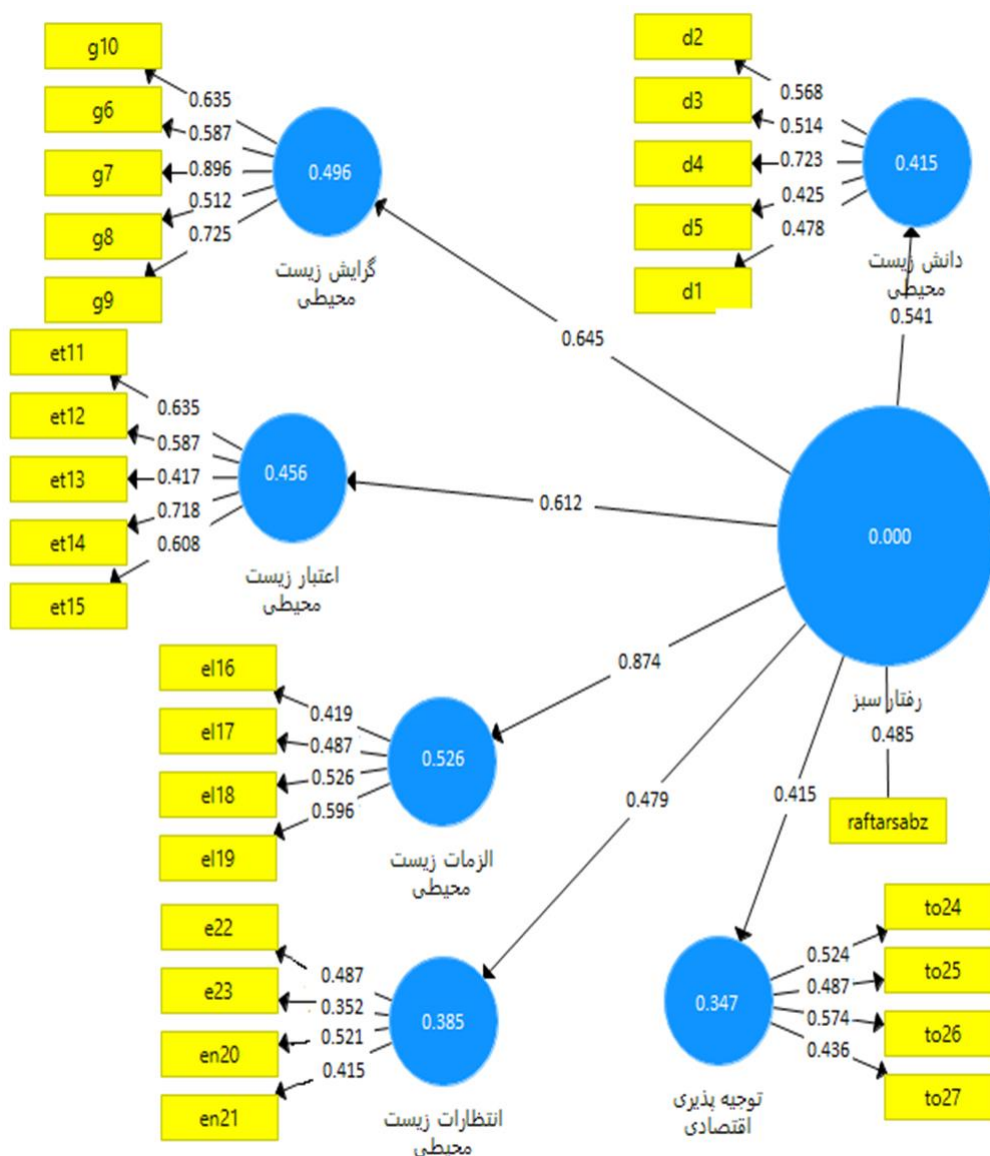 g10
g6
g7
g8
g9
0.635
0.587
0.896
0.512
0.725
0.496
گرایش زیست
محیطی
d2
d3
d4
d5
d1
0.568
0.514
0.723
0.425
0.478
0.415
دانش زیست
محیطی
0.541
0.645
et11
et12
et13
et14
et15
0.635
0.587
0.417
0.718
0.608
0.456
اعتبار زیست
محیطی
0.612
0.000
رفتار سبز
0.485
raftarsabz
el16
el17
el18
el19
0.419
0.487
0.526
0.596
0.526
الزمات زیست
محیطی
0.874
0.479
0.415
e22
e23
en20
en21
0.487
0.352
0.521
0.415
0.385
انتظارات زیست
محیطی
0.347
توجیه پذیری
اقتصادی
0.524
0.487
0.574
0.436
to24
to25
to26
to27